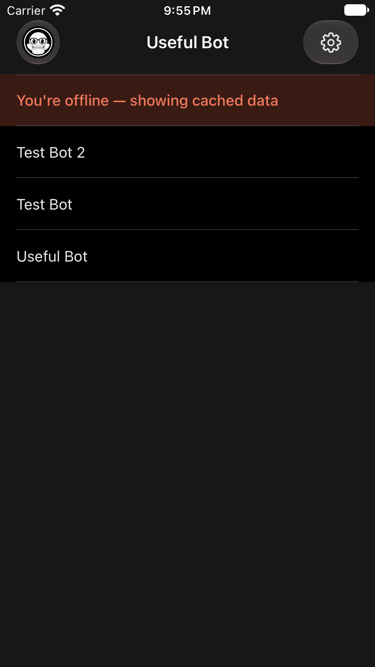 Carrier 9:55 PM
Useful Bot
You're offline — showing cached data
Test Bot 2
Test Bot
Useful Bot